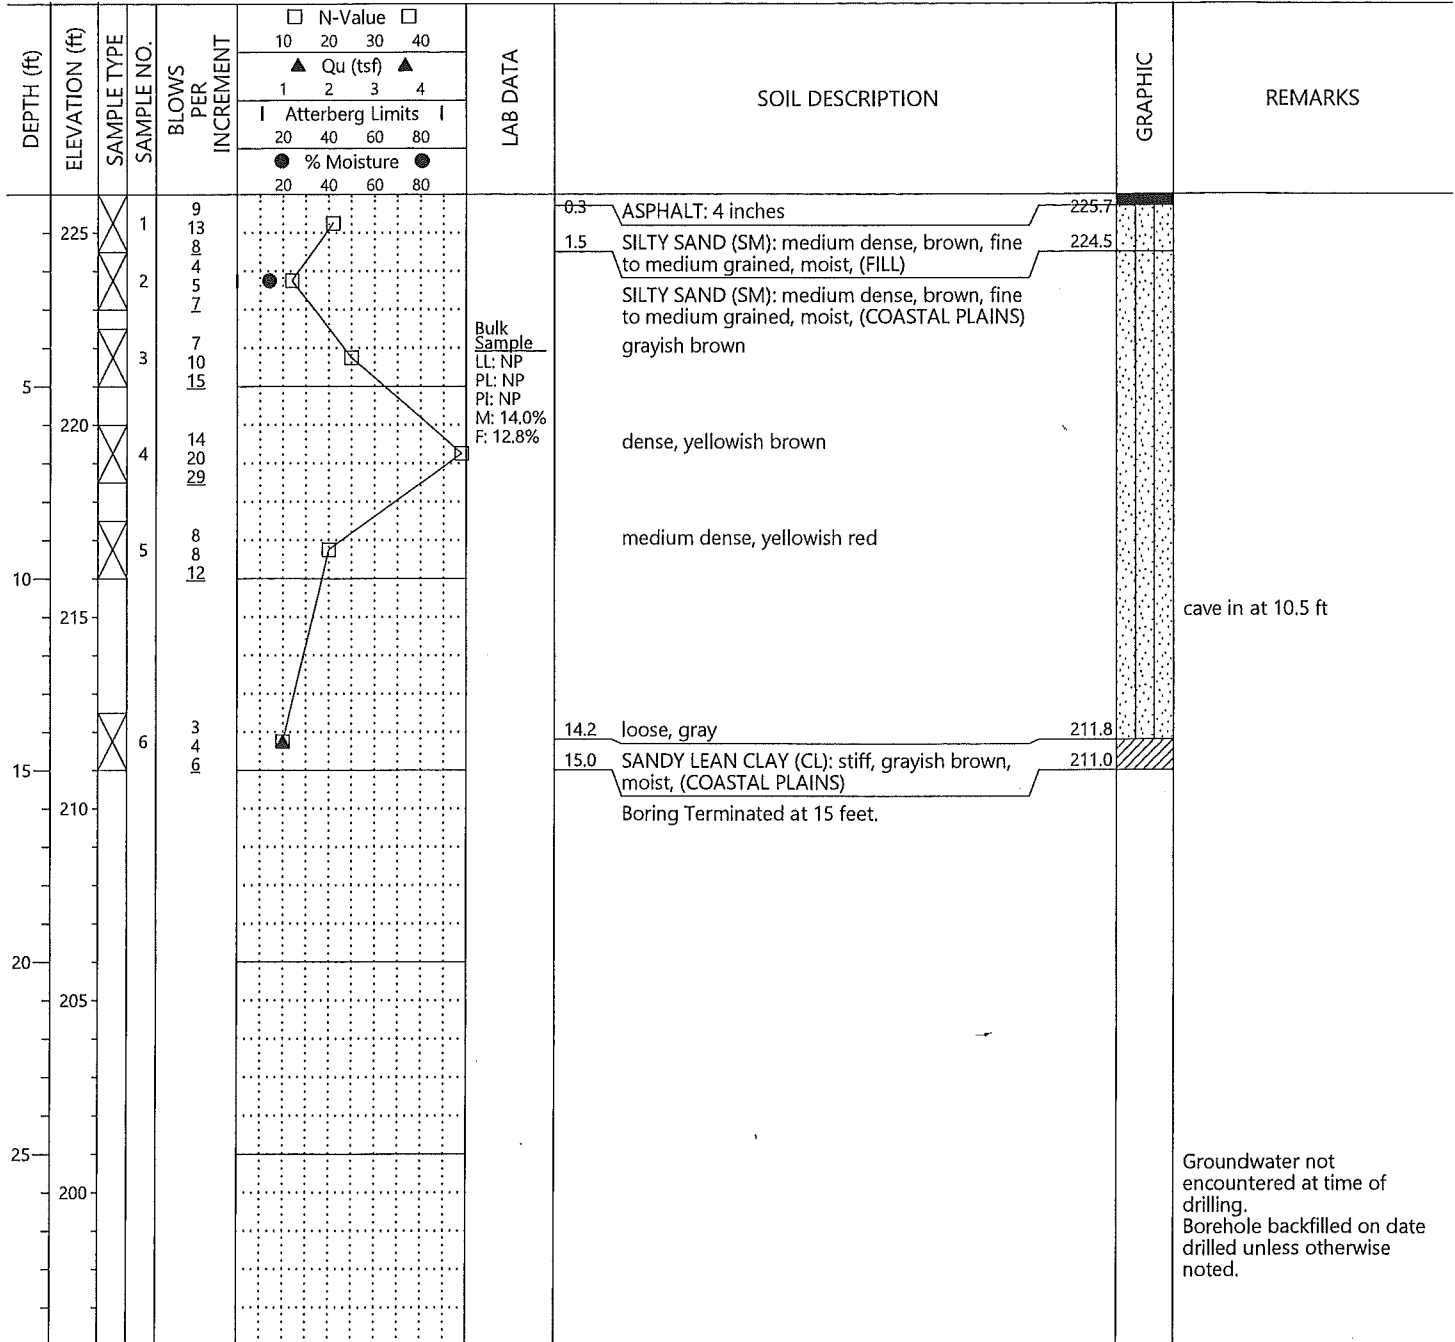 DEPTH (ft)
ELEVATION (ft)
SAMPLE TYPE
SAMPLE NO.
BLOWS
PER
INCREMENT
N-Value
10 20 30 40
Qu (tsf)
1 2 3 4
Atterberg Limits
20 40 60 80
% Moisture
20 40 60 80
LAB DATA
SOIL DESCRIPTION
GRAPHIC
REMARKS
0.3 ASPHALT: 4 inches 225.7
1
9
13
8
225
1.5 SILTY SAND (SM): medium dense, brown, fine 224.5
to medium grained, moist, (FILL)
2
4
5
7
SILTY SAND (SM): medium dense, brown, fine
to medium grained, moist, (COASTAL PLAINS)
grayish brown
3
7
10
15
Bulk
Sample
LL: NP
PL: NP
PI: NP
M: 14.0%
F: 12.8%
5
220
4
14
20
29
dense, yellowish brown
5
8
8
12
medium dense, yellowish red
10
215
cave in at 10.5 ft
6
3
4
6
14.2 loose, gray 211.8
15
15.0 SANDY LEAN CLAY (CL): stiff, grayish brown, 211.0
moist, (COASTAL PLAINS)
210
Boring Terminated at 15 feet.
20
205
25
200
Groundwater not
encountered at time of
drilling.
Borehole backfilled on date
drilled unless otherwise
noted.